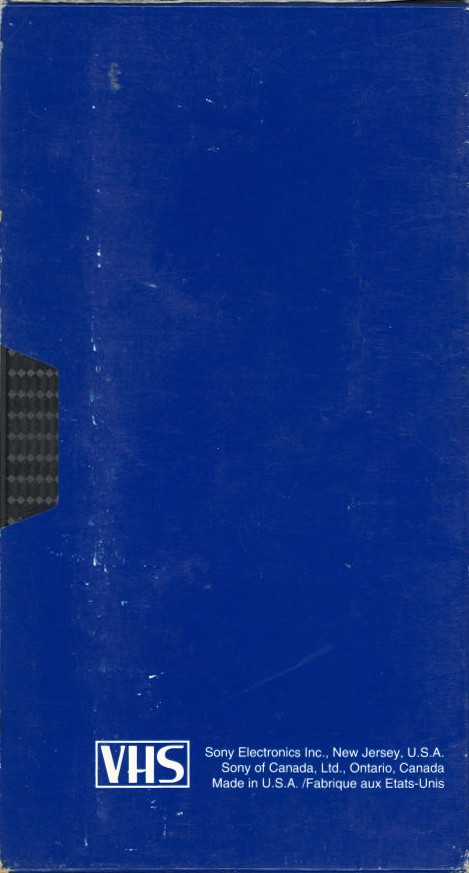 VHS
Sony Electronics Inc., New Jersey, U.S.A.
Sony of Canada, Ltd., Ontario, Canada
Made in U.S.A. /Fabrique aux Etats-Unis